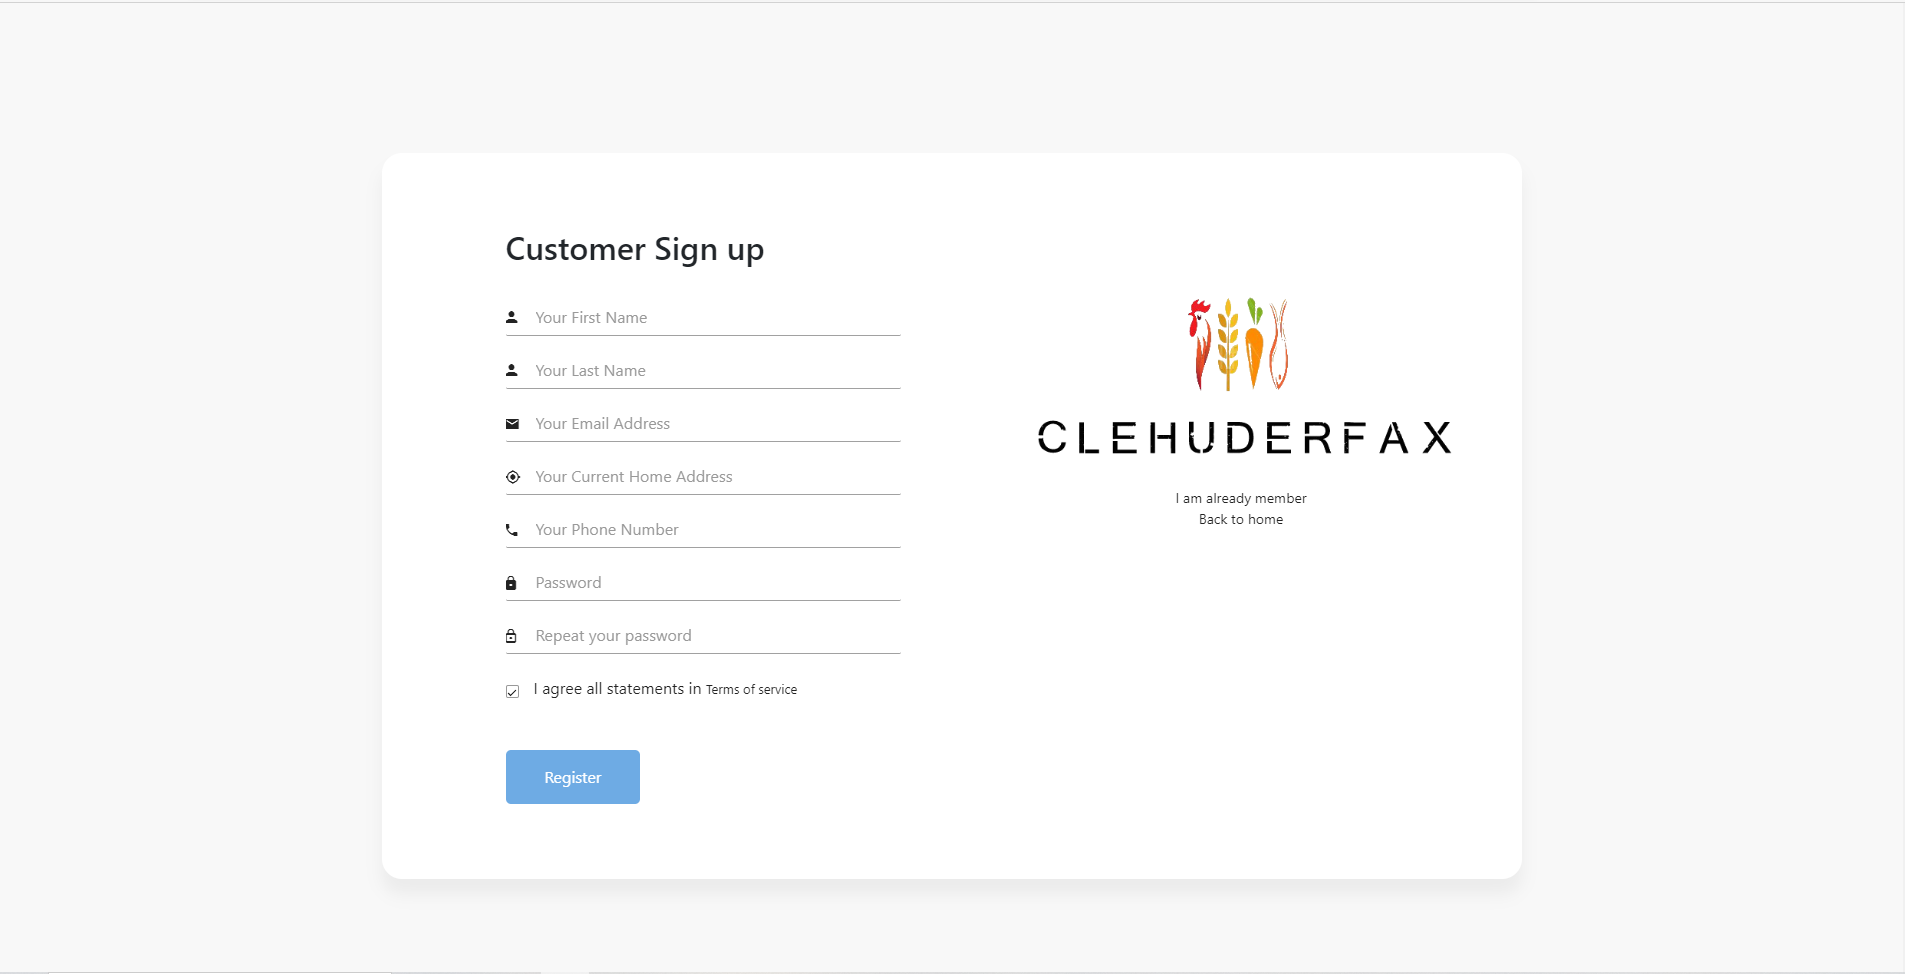 Customer Sign up
Your First Name
Your Last Name
Your Email Address
Your Current Home Address
Your Phone Number
Password
Repeat your password
I agree all statements in Terms of service
Register
CLEHUDERFAX
I am already member
Back to home